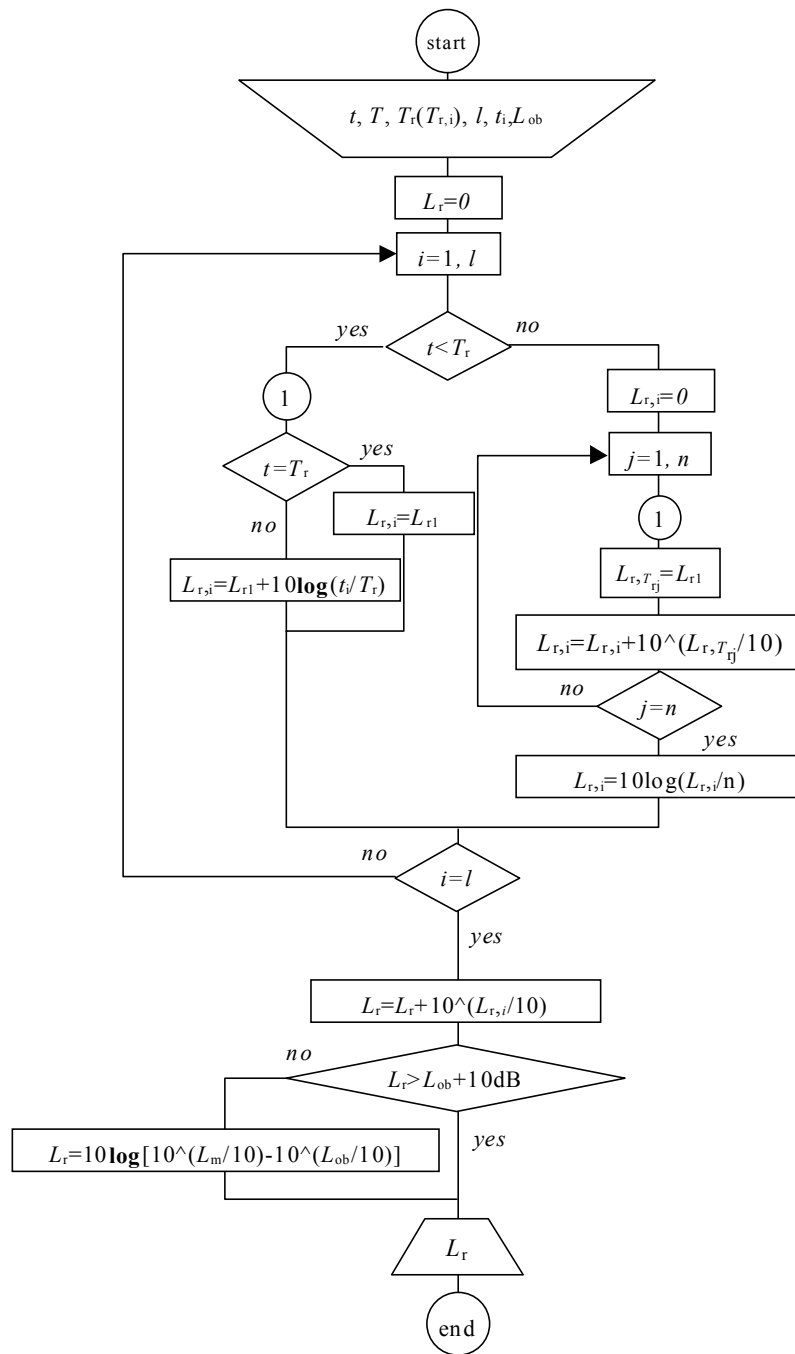 start
t, T, Tr(Tr,i), l, ti,Lob
Lr=0
i=1, l
yes
t<Tr
no
1
Lr,i=0
t=Tr
yes
j=1, n
no
Lr,i=Lr1
1
Lr,i=Lr1+10log(ti/Tr)
Lr,Trj=Lr1
Lr,i=Lr,i+10^(Lr,Trj/10)
no
j=n
yes
Lr,i=10log(Lr,i/n)
no
i=l
yes
Lr=Lr+10^(Lr,i/10)
no
Lr>Lob+10dB
yes
Lr=10log[10^(Lm/10)-10^(Lob/10)]
Lr
end